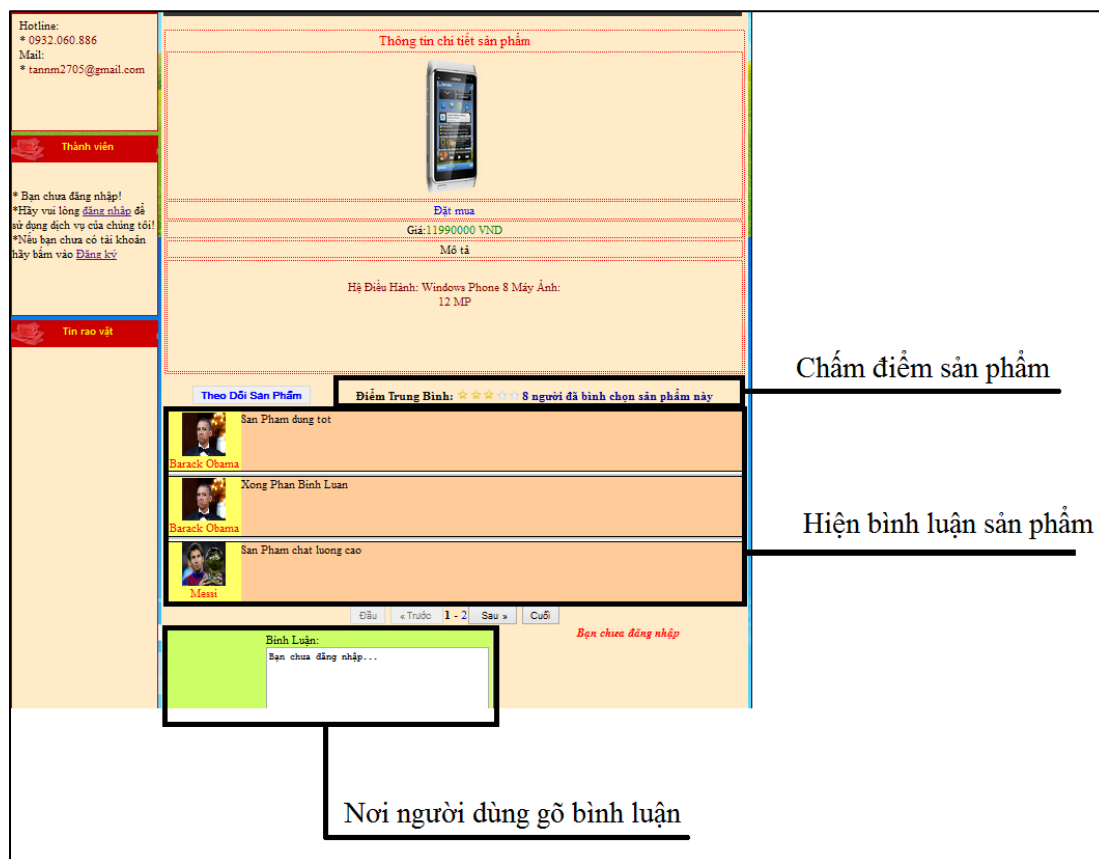 Hotline:
* 0932.060.886
Mail:
* tannm2705@gmail.com
Thành viên
* Bạn chưa đăng nhập!
*Hãy vui lòng đăng nhập để
sử dụng dịch vụ của chúng tôi!
*Nếu bạn chưa có tài khoản
hãy bấm vào Đăng ký
Tin rao vặt
Thông tin chi tiết sản phẩm
Đặt mua
Giá:11990000 VND
Mô tả
Hệ Điều Hành: Windows Phone 8 Máy Ảnh:
12 MP
Theo Dõi Sản Phẩm
Điểm Trung Bình: 8 người đã bình chọn sản phẩm này
San Pham dung tot
Barack Obama
Xong Phan Binh Luan
Barack Obama
San Pham chat luong cao
Messi
Đầu « Trước 1 - 2 Sau » Cuối
Bạn chưa đăng nhập
Bình Luận:
Bạn chưa đăng nhập...
Chấm điểm sản phẩm
Hiện bình luận sản phẩm
Nơi người dùng gõ bình luận